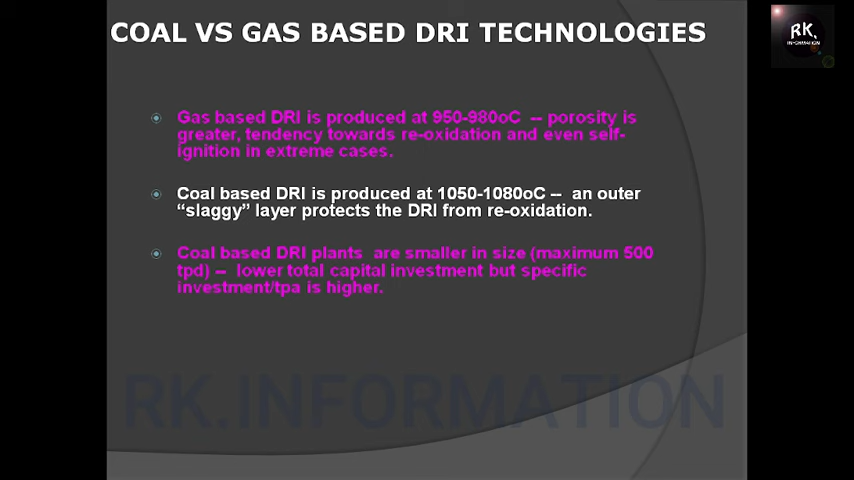 COAL VS GAS BASED DRI TECHNOLOGIES
RK.
INFORMATION
Gas based DRI is produced at 950-980oC -- porosity is
greater, tendency towards re-oxidation and even self-
ignition in extreme cases.
Coal based DRI is produced at 1050-1080oC -- an outer
“slaggy” layer protects the DRI from re-oxidation.
Coal based DRI plants are smaller in size (maximum 500
tpd) -- lower total capital investment but specific
investment/tpa is higher.
RK.INFORMATION